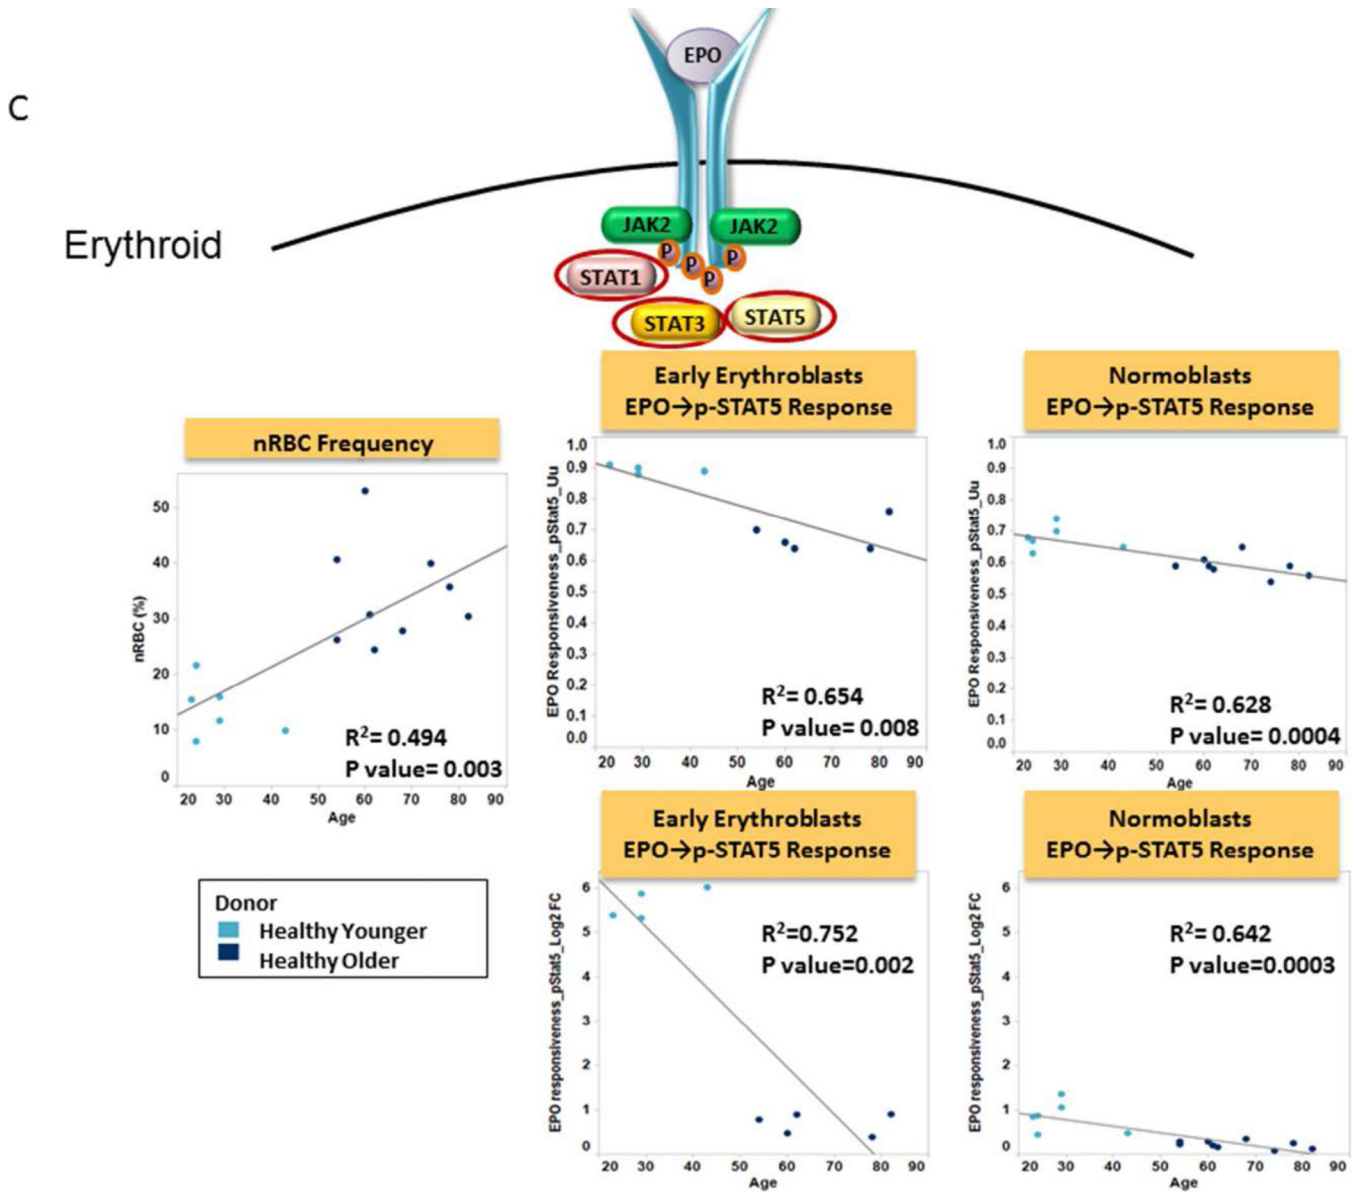 C
EPO
Erythroid
JAK2
JAK2
P
P
P
P
STAT1
STAT3
STAT5
nRBC Frequency
nRBC (%)
50
40
30
20
10
0
R²= 0.494
P value= 0.003
20 30 40 50 60 70 80 90
Age
Early Erythroblasts
EPO→p-STAT5 Response
EPO Responsiveness_pStat5_Uu
1.0
0.9
0.8
0.7
0.6
0.5
0.4
0.3
0.2
0.1
0.0
R²= 0.654
P value= 0.008
20 30 40 50 60 70 80 90
Age
Normoblasts
EPO→p-STAT5 Response
EPO Responsiveness_pStat5_Uu
1.0
0.9
0.8
0.7
0.6
0.5
0.4
0.3
0.2
0.1
0.0
R²= 0.628
P value= 0.0004
20 30 40 50 60 70 80 90
Age
Donor
Healthy Younger
Healthy Older
Early Erythroblasts
EPO→p-STAT5 Response
EPO responsiveness_pStat5_Log2 FC
6
5
4
3
2
1
0
R²=0.752
P value=0.002
20 30 40 50 60 70 80 90
Age
Normoblasts
EPO→p-STAT5 Response
EPO responsiveness_pStat5_Log2 FC
6
5
4
3
2
1
0
R²= 0.642
P value=0.0003
20 30 40 50 60 70 80 90
Age